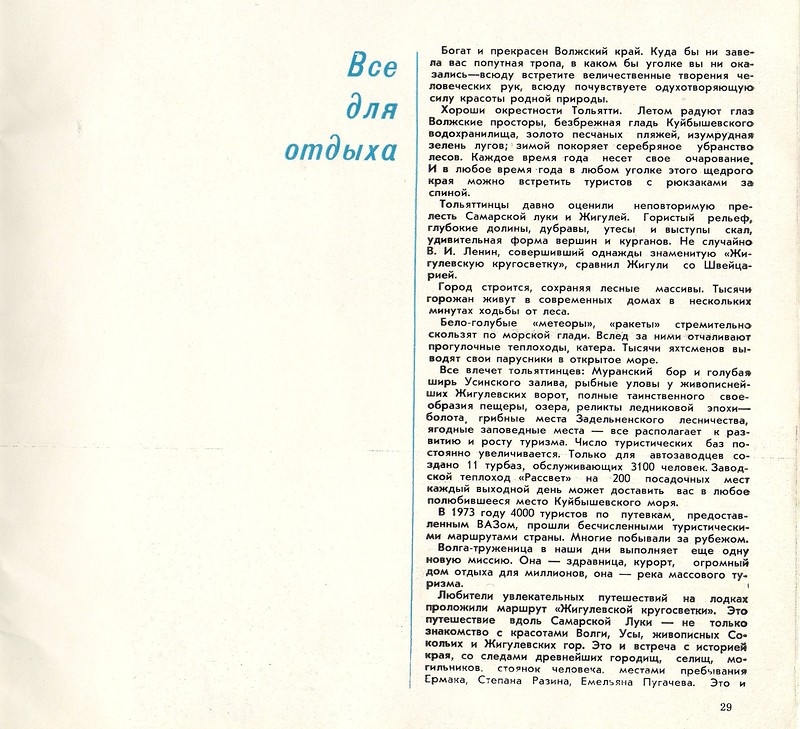 Все
для
отдыха
Богат и прекрасен Волжский край. Куда бы ни заве-
ла вас попутная тропа, в каком бы уголке вы ни ока-
зались—всюду встретите величественные творения че-
ловеческих рук, всюду почувствуете одухотворяющую
силу красоты родной природы.
Хороши окрестности Тольятти. Летом радуют глаз
Волжские просторы, безбрежная гладь Куйбышевского
водохранилища, золото песчаных пляжей, изумрудная
зелень лугов; зимой покоряет серебряное убранство
лесов. Каждое время года несет свое очарование.
И в любое время года в любом уголке этого щедрого
края можно встретить туристов с рюкзаками за
спиной.
Тольяттинцы давно оценили неповторимую пре-
лесть Самарской луки и Жигулей. Гористый рельеф,
глубокие долины, дубравы, утесы и выступы скал,
удивительная форма вершин и курганов. Не случайно
В. И. Ленин, совершивший однажды знаменитую «Жи-
гулевскую кругосветку», сравнил Жигули со Швейца-
рией.
Город строится, сохраняя лесные массивы. Тысячи
горожан живут в современных домах в нескольких
минутах ходьбы от леса.
Бело-голубые «метеоры», «ракеты» стремительно
скользят по морской глади. Вслед за ними отчаливают
прогулочные теплоходы, катера. Тысячи яхтсменов вы-
водят свои парусники в открытое море.
Все влечет тольяттинцев: Муранский бор и голубая
ширь Усинского залива, рыбные уловы у живописней-
ших Жигулевских ворот, полные таинственного свое-
образия пещеры, озера, реликты ледниковой эпохи—
болота, грибные места Задельненского лесничества,
ягодные заповедные места — все располагает к раз-
витию и росту туризма. Число туристических баз по-
стоянно увеличивается. Только для автозаводцев со-
здано 11 турбаз, обслуживающих 3100 человек. Завод-
ской теплоход «Рассвет» на 200 посадочных мест
каждый выходной день может доставить вас в любое
полюбившееся место Куйбышевского моря.
В 1973 году 4000 туристов по путевкам, предостав-
ленным ВАЗом, прошли бесчисленными туристически-
ми маршрутами страны. Многие побывали за рубежом.
Волга-труженица в наши дни выполняет еще одну
новую миссию. Она — здравница, курорт, огромный
дом отдыха для миллионов, она — река массового ту-
ризма.
Любители увлекательных путешествий на лодках
проложили маршрут «Жигулевской кругосветки». Это
путешествие вдоль Самарской Луки — не только
знакомство с красотами Волги, Усы, живописных Со-
кольих и Жигулевских гор. Это и встреча с историей
края, со следами древнейших городищ, селищ, мо-
гильников, стоянок человека, местами пребывания
Ермака, Степана Разина, Емельяна Пугачева. Это и
29